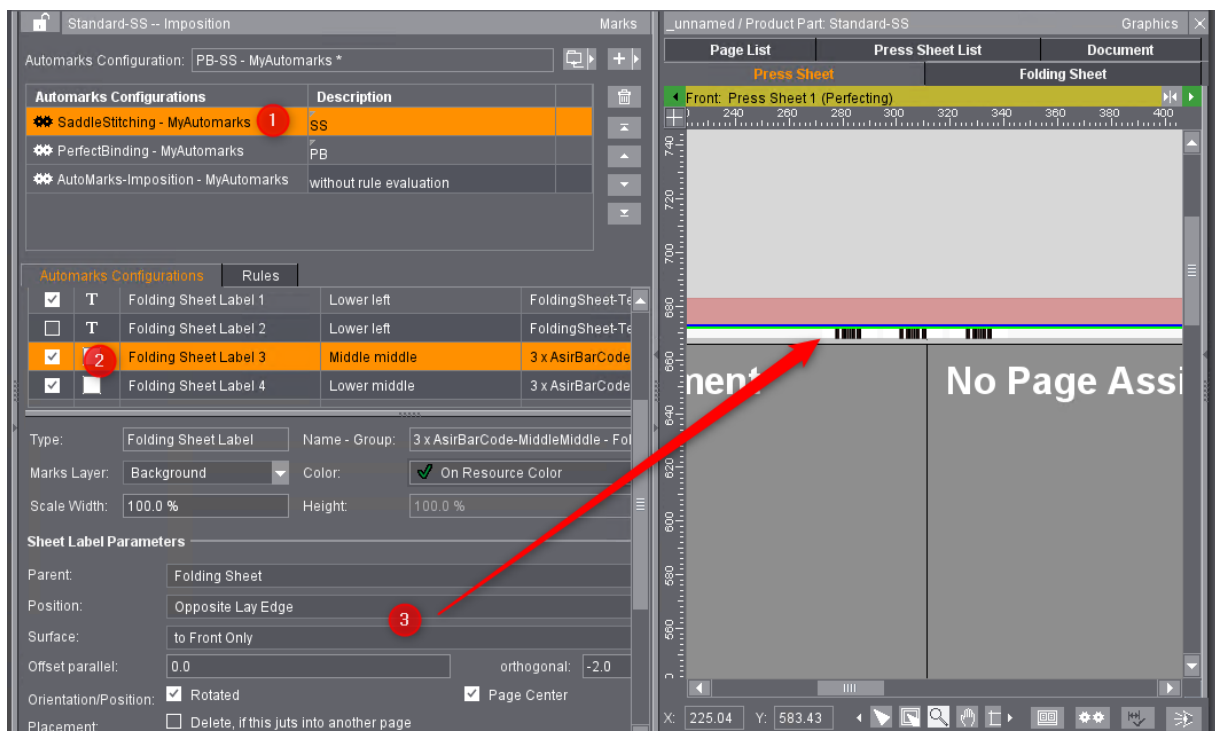 Standard-SS -- Imposition Marks
Automarks Configuration: PB-SS - MyAutomarks *
Automarks Configurations Description
SaddleStitching - MyAutomarks 1 SS
PerfectBinding - MyAutomarks PB
AutoMarks-Imposition - MyAutomarks without rule evaluation
Automarks Configurations Rules
T Folding Sheet Label 1 Lower left FoldingSheet-Te
T Folding Sheet Label 2 Lower left FoldingSheet-Te
2 Folding Sheet Label 3 Middle middle 3 x AsirBarCode
Folding Sheet Label 4 Lower middle 3 x AsirBarCode
Type: Folding Sheet Label Name - Group: 3 x AsirBarCode-MiddleMiddle - Fol
Marks Layer: Background Color: On Resource Color
Scale Width: 100.0 % Height: 100.0 %
Sheet Label Parameters
Parent: Folding Sheet
Position: Opposite Lay Edge
3
Surface: to Front Only
Offset parallel: 0.0 orthogonal: -2.0
Orientation/Position: Rotated Page Center
Placement: Delete, if this juts into another page
_unnamed / Product Part: Standard-SS Graphics
Page List Press Sheet List Document
Press Sheet Folding Sheet
Front: Press Sheet 1 (Perfecting)
240 260 280 300 320 340 360 380 400
740
720
700
680
660
ment No Page Assi
640
620
600
580
560
X: 225.04 Y: 583.43